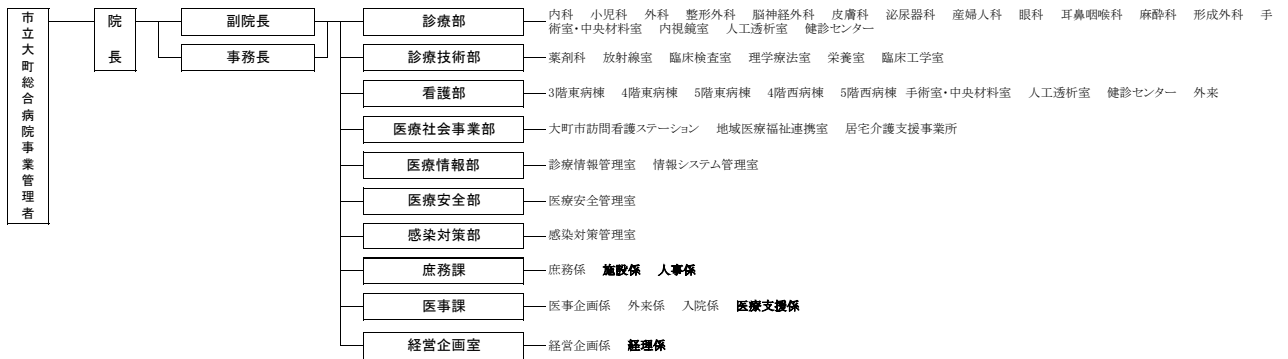 市立大町総合病院事業管理者
院長
副院長
事務長
診療部
内科 小児科 外科 整形外科 脳神経外科 皮膚科 泌尿器科 産婦人科 眼科 耳鼻咽喉科 麻酔科 形成外科 手
術室・中央材料室 内視鏡室 人工透析室 健診センター
診療技術部
薬剤科 放射線室 臨床検査室 理学療法室 栄養室 臨床工学室
看護部
3階東病棟 4階東病棟 5階東病棟 4階西病棟 5階西病棟 手術室・中央材料室 人工透析室 健診センター 外来
医療社会事業部
大町市訪問看護ステーション 地域医療福祉連携室 居宅介護支援事業所
医療情報部
診療情報管理室 情報システム管理室
医療安全部
医療安全管理室
感染対策部
感染対策管理室
庶務課
庶務係 施設係 人事係
医事課
医事企画係 外来係 入院係 医療支援係
経営企画室
経営企画係 経理係